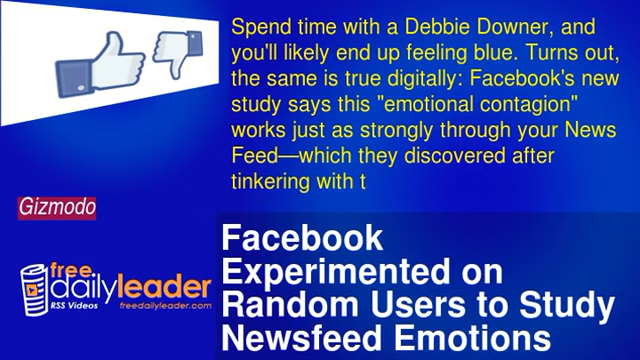 Spend time with a Debbie Downer, and
you'll likely end up feeling blue. Turns out,
the same is true digitally: Facebook's new
study says this "emotional contagion"
works just as strongly through your News
Feed—which they discovered after
tinkering with t
Gizmodo
free
dailyleader
RSS Videos freedailyleader.com
Facebook
Experimented on
Random Users to Study
Newsfeed Emotions